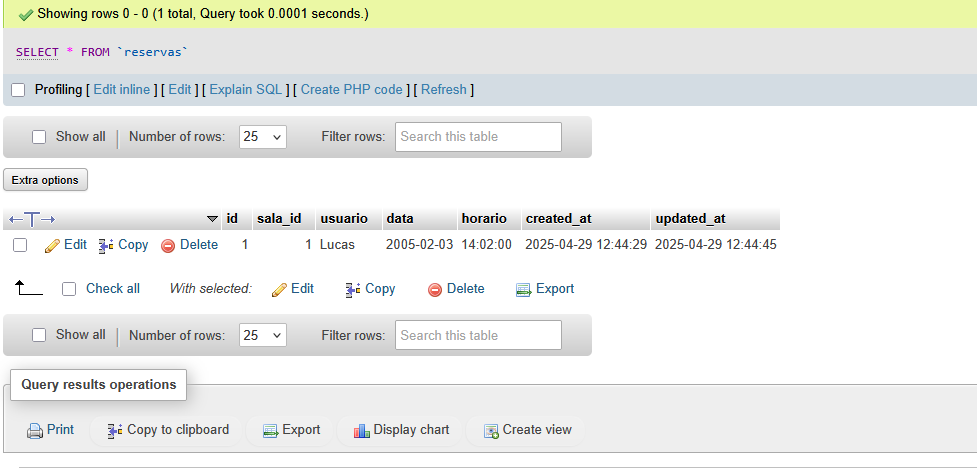 Showing rows 0 - 0 (1 total, Query took 0.0001 seconds.)
SELECT * FROM `reservas`
Profiling [ Edit inline ] [ Edit ] [ Explain SQL ] [ Create PHP code ] [ Refresh ]
Show all | Number of rows: 25 Filter rows: Search this table
Extra options
id sala_id usuario data horario created_at updated_at
Edit Copy Delete 1 1 Lucas 2005-02-03 14:02:00 2025-04-29 12:44:29 2025-04-29 12:44:45
Check all With selected: Edit Copy Delete Export
Show all | Number of rows: 25 Filter rows: Search this table
Query results operations
Print Copy to clipboard Export Display chart Create view